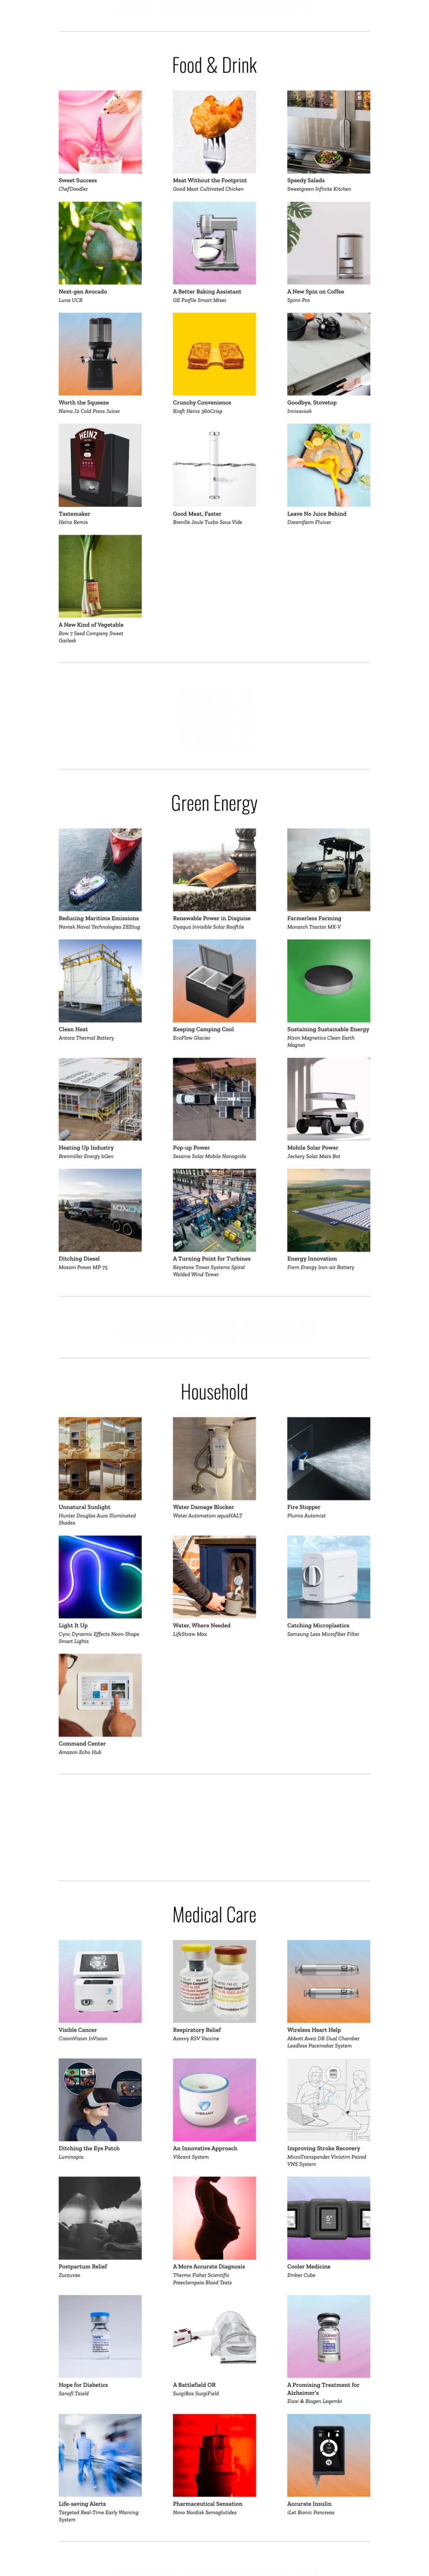 Food & Drink
Sweet Success
ChefDoodler
Meat Without the Footprint
Good Meat Cultivated Chicken
Speedy Salads
Sweetgreen Infinite Kitchen
Next-gen Avocado
Luna UCR
A Better Baking Assistant
GE Profile Smart Mixer
A New Spin on Coffee
Spinn Pro
Worth the Squeeze
Nama J2 Cold Press Juicer
Crunchy Convenience
Kraft Heinz 360Crisp
Goodbye, Stovetop
Invisacook
HEINZ
Tastemaker
Heinz Remix
Good Meat, Faster
Breville Joule Turbo Sous Vide
Leave No Juice Behind
Dreamfarm Fluicer
A New Kind of Vegetable
Row 7 Seed Company Sweet
Garleek
Green Energy
Reducing Maritime Emissions
Navtek Naval Technologies ZEEtug
Renewable Power in Disguise
Dyaqua Invisible Solar Rooftile
Farmerless Farming
Monarch Tractor MK-V
Clean Heat
Antora Thermal Battery
Keeping Camping Cool
EcoFlow Glacier
Sustaining Sustainable Energy
Niron Magnetics Clean Earth
Magnet
Heating Up Industry
Brenmiller Energy bGen
Pop-up Power
Sesame Solar Mobile Nanogrids
Mobile Solar Power
Jackery Solar Mars Bot
MOXION
Ditching Diesel
Moxion Power MP-75
A Turning Point for Turbines
Keystone Tower Systems Spiral
Welded Wind Tower
Energy Innovation
Form Energy Iron-air Battery
Household
Unnatural Sunlight
Hunter Douglas Aura Illuminated
Shades
Water Damage Blocker
Water Automation aquaHALT
Fire Stopper
Plumis Automist
Light It Up
Cync Dynamic Effects Neon-Shape
Smart Lights
Water, Where Needed
LifeStraw Max
Catching Microplastics
Samsung Less Microfiber Filter
Command Center
Amazon Echo Hub
Medical Care
Visible Cancer
CisionVision InVision
Respiratory Relief
Arexvy RSV Vaccine
Wireless Heart Help
Abbott Aveir DR Dual Chamber
Leadless Pacemaker System
Ditching the Eye Patch
Luminopia
VIBRANT
An Innovative Approach
Vibrant System
Improving Stroke Recovery
MicroTransponder Vivistim Paired
VNS System
Postpartum Relief
Zurzuvae
A More Accurate Diagnosis
Thermo Fisher Scientific
Preeclampsia Blood Tests
5°
Cooler Medicine
Ember Cube
Hope for Diabetics
Sanofi Tzield
A Battlefield OR
SurgiBox SurgiField
A Promising Treatment for
Alzheimer's
Eisai & Biogen Leqembi
Life-saving Alerts
Targeted Real-Time Early Warning
System
Pharmaceutical Sensation
Novo Nordisk Semaglutides
Accurate Insulin
iLet Bionic Pancreas